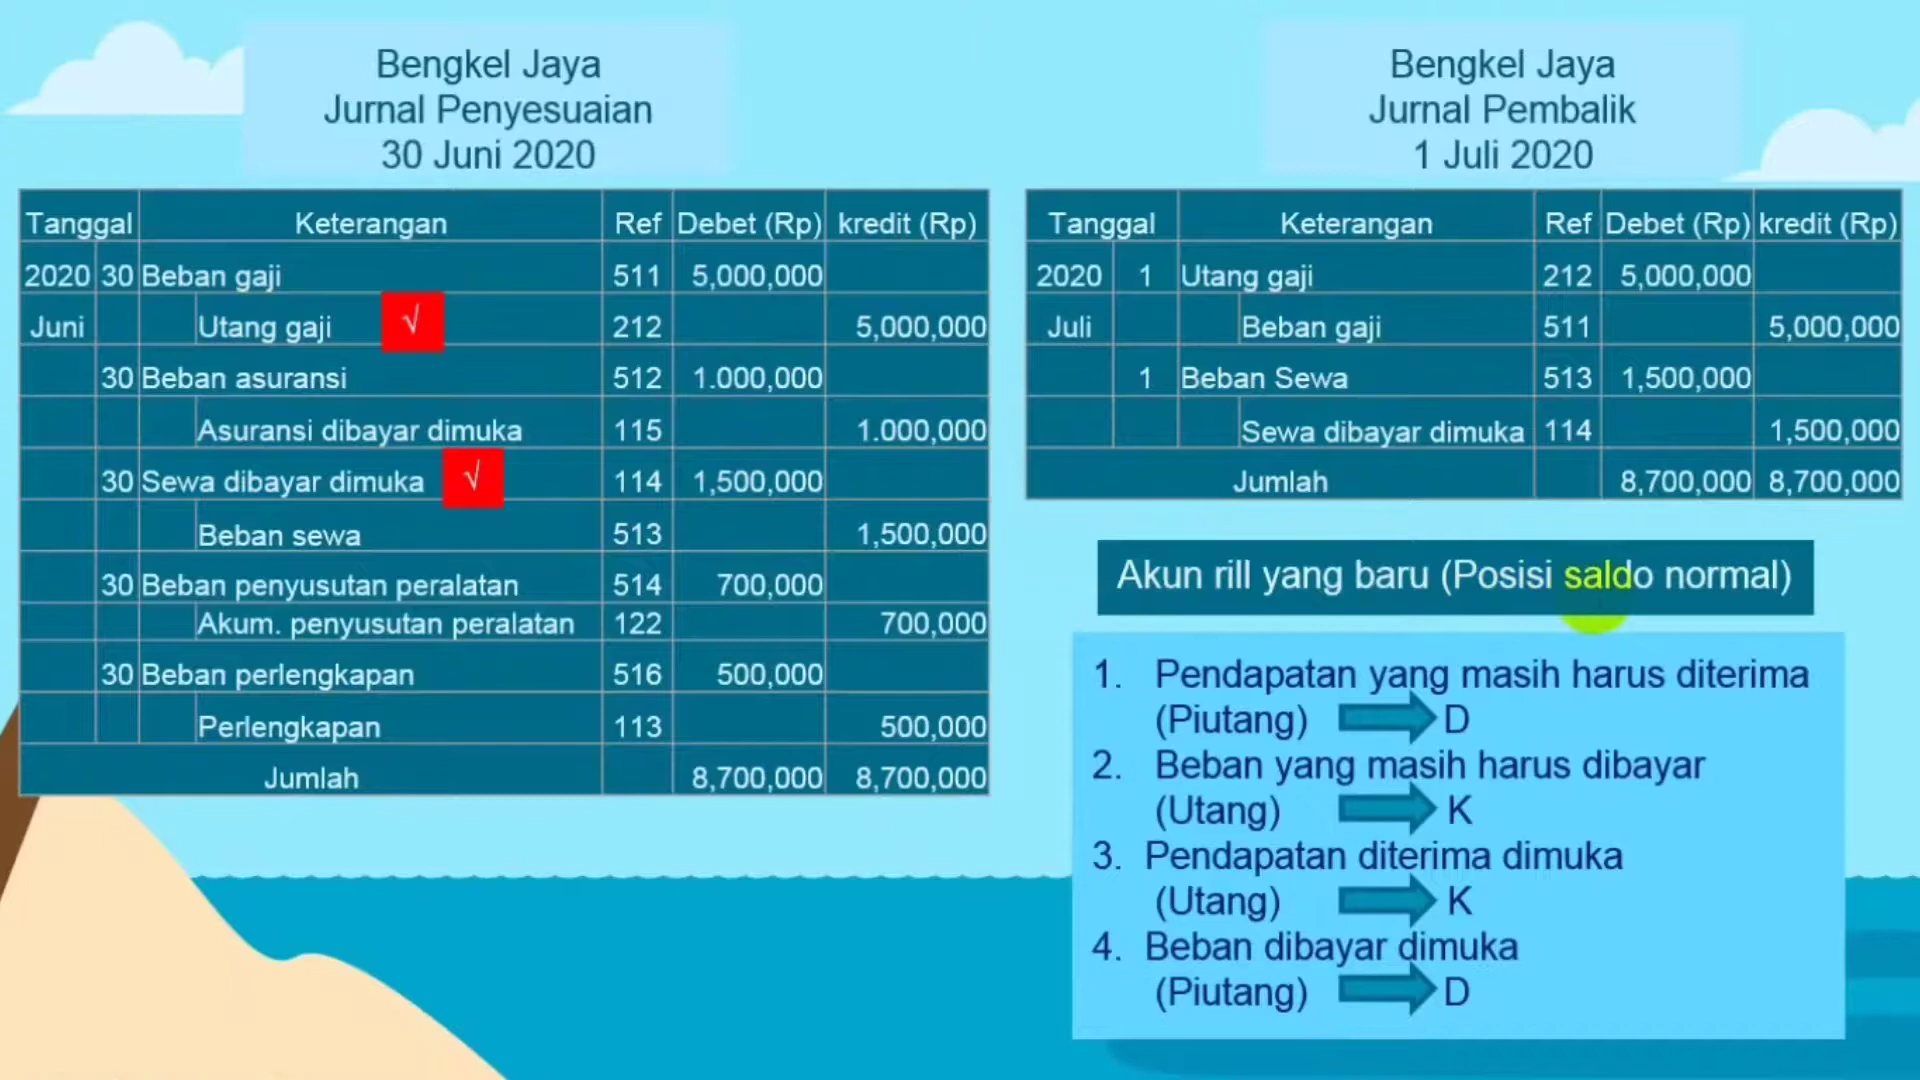 Bengkel Jaya
Jurnal Penyesuaian
30 Juni 2020
Tanggal Keterangan Ref Debet (Rp) kredit (Rp)
2020 30 Beban gaji 511 5,000,000
Juni Utang gaji √ 212 5,000,000
30 Beban asuransi 512 1.000,000
Asuransi dibayar dimuka 115 1.000,000
30 Sewa dibayar dimuka √ 114 1,500,000
Beban sewa 513 1,500,000
30 Beban penyusutan peralatan 514 700,000
Akum. penyusutan peralatan 122 700,000
30 Beban perlengkapan 516 500,000
Perlengkapan 113 500,000
Jumlah 8,700,000 8,700,000
Bengkel Jaya
Jurnal Pembalik
1 Juli 2020
Tanggal Keterangan Ref Debet (Rp) kredit (Rp)
2020 1 Utang gaji 212 5,000,000
Juli Beban gaji 511 5,000,000
1 Beban Sewa 513 1,500,000
Sewa dibayar dimuka 114 1,500,000
Jumlah 8,700,000 8,700,000
Akun rill yang baru (Posisi saldo normal)
1. Pendapatan yang masih harus diterima
(Piutang) D
2. Beban yang masih harus dibayar
(Utang) K
3. Pendapatan diterima dimuka
(Utang) K
4. Beban dibayar dimuka
(Piutang) D